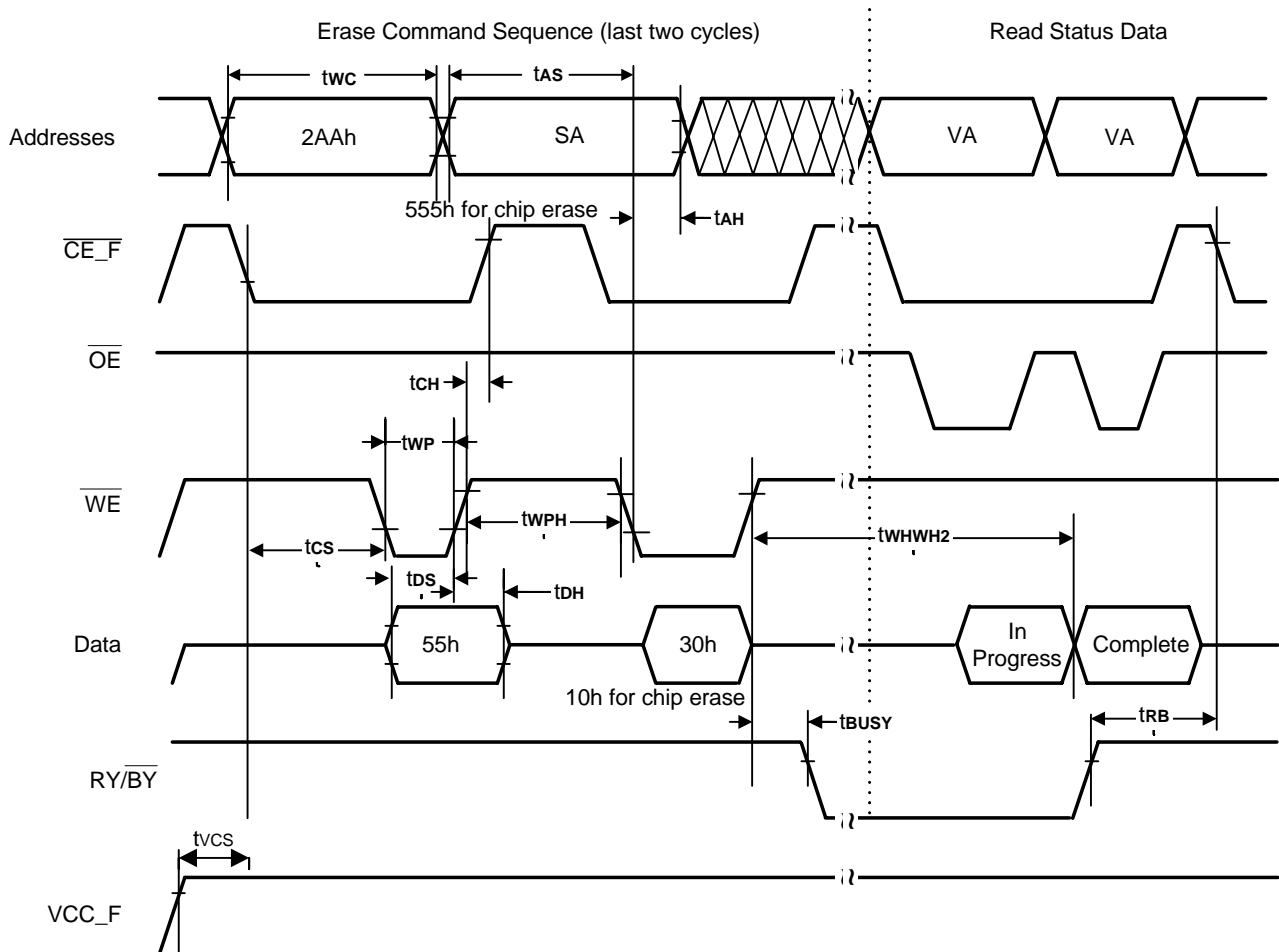 Erase Command Sequence (last two cycles)
Read Status Data
tWC
tAS
Addresses
2AAh
SA
VA
VA
555h for chip erase
tAH
CE_F
OE
tCH
tWP
WE
tWPH
tWHWH2
tCS
tDS
tDH
Data
55h
30h
In
Progress
Complete
10h for chip erase
tBUSY
tRB
RY/BY
tVCS
VCC_F